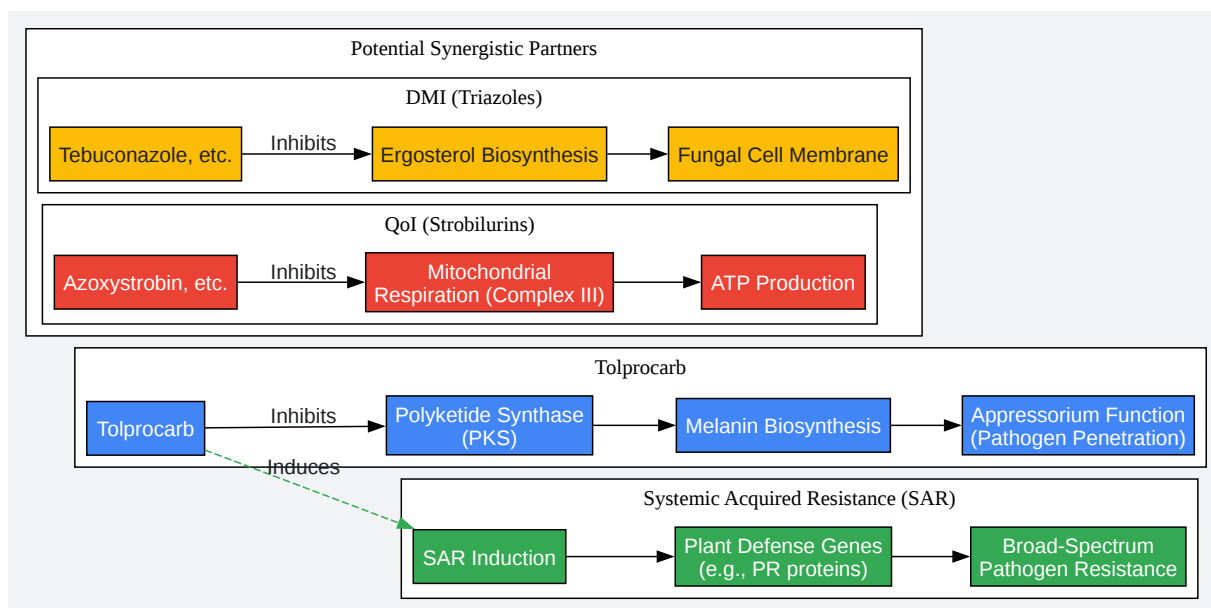 Potential Synergistic Partners
DMI (Triazoles)
Tebuconazole, etc.
Inhibits
Ergosterol Biosynthesis
Fungal Cell Membrane
QoI (Strobilurins)
Azoxystrobin, etc.
Inhibits
Mitochondrial
Respiration (Complex III)
ATP Production
Tolprocarb
Tolprocarb
Inhibits
Polyketide Synthase
(PKS)
Melanin Biosynthesis
Appressorium Function
(Pathogen Penetration)
Induces
Systemic Acquired Resistance (SAR)
SAR Induction
Plant Defense Genes
(e.g., PR proteins)
Broad-Spectrum
Pathogen Resistance